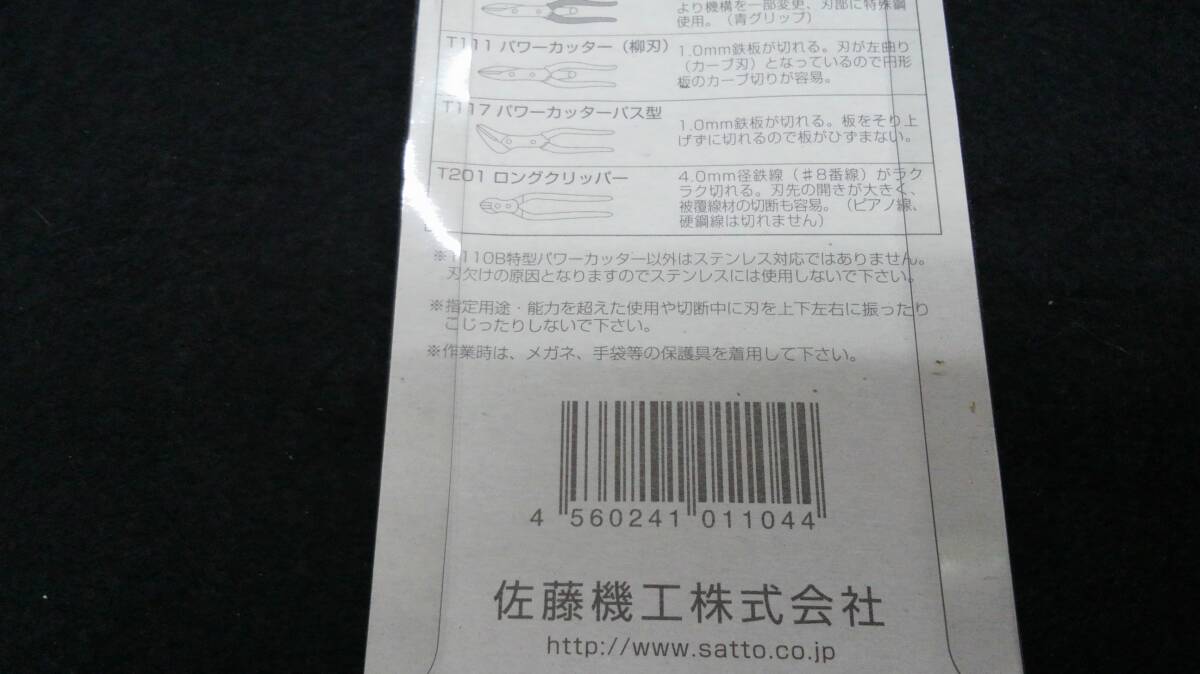 より機構を一部変更、刃部に特殊鋼
使用。（青グリップ）
T111 パワーカッター（柳刃）
1.0mm鉄板が切れる。刃が左曲り
（カーブ刃）となっているので円形
板のカーブ切りが容易。
T117 パワーカッターバス型
1.0mm鉄板が切れる。板をそり上
げずに切れるので板がひずまない。
T201 ロングクリッパー
4.0mm径鉄線（♯8番線）がラク
ラク切れる。刃先の開きが大きく、
被覆線材の切断も容易。（ピアノ線、
硬鋼線は切れません）
※T110B特型パワーカッター以外はステンレス対応ではありません。
刃欠けの原因となりますのでステンレスには使用しないで下さい。
※指定用途・能力を超えた使用や切断中に刃を上下左右に振ったり
こじったりしないで下さい。
※作業時は、メガネ、手袋等の保護具を着用して下さい。
4 560241 011044
佐藤機工株式会社
http://www.satto.co.jp